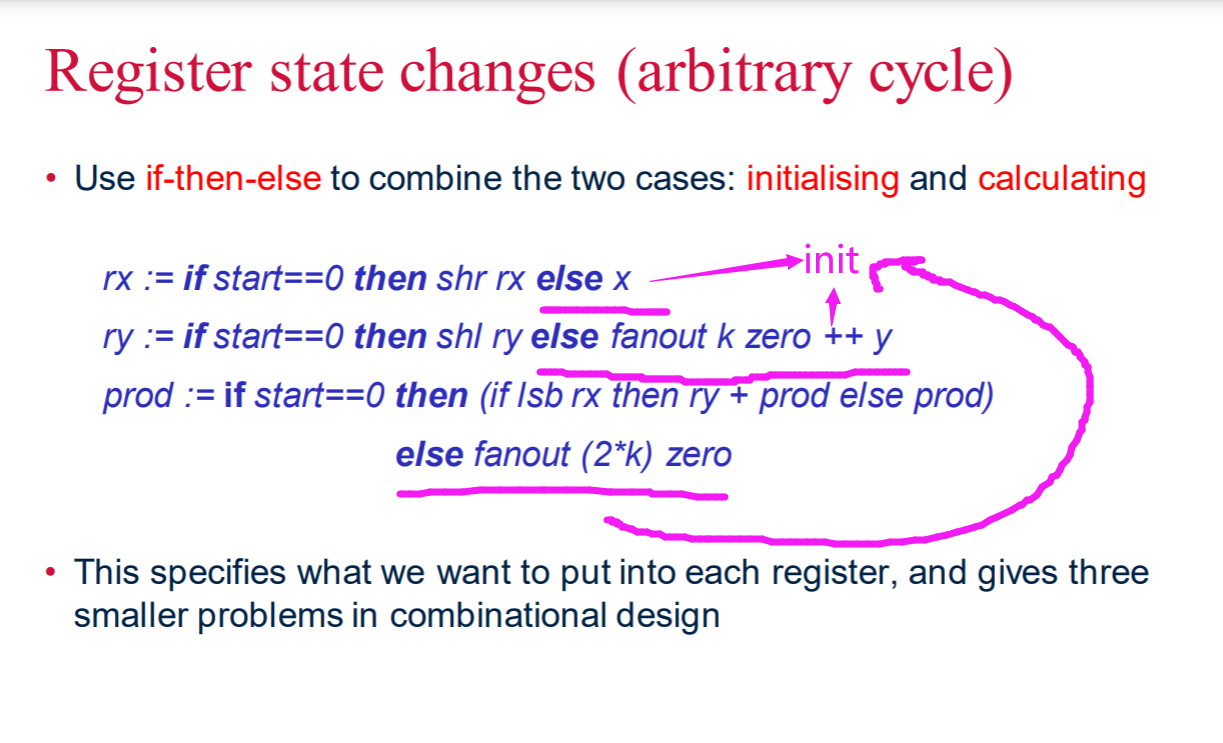 Register state changes (arbitrary cycle)
• Use if-then-else to combine the two cases: initialising and calculating
init
rx := if start==0 then shr rx else x
ry := if start==0 then shl ry else fanout k zero ++ y
prod := if start==0 then (if lsb rx then ry + prod else prod)
else fanout (2*k) zero
• This specifies what we want to put into each register, and gives three
smaller problems in combinational design